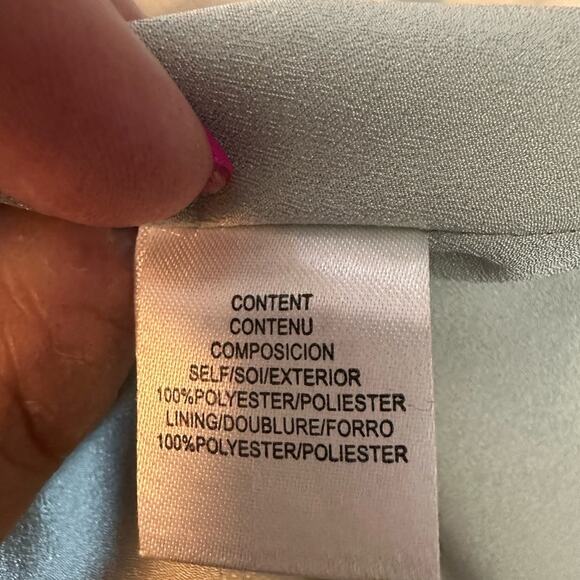 CONTENT
CONTENU
COMPOSICION
SELF/SOI/EXTERIOR
100%POLYESTER/POLIESTER
LINING/DOUBLURE/FORRO
100%POLYESTER/POLIESTER